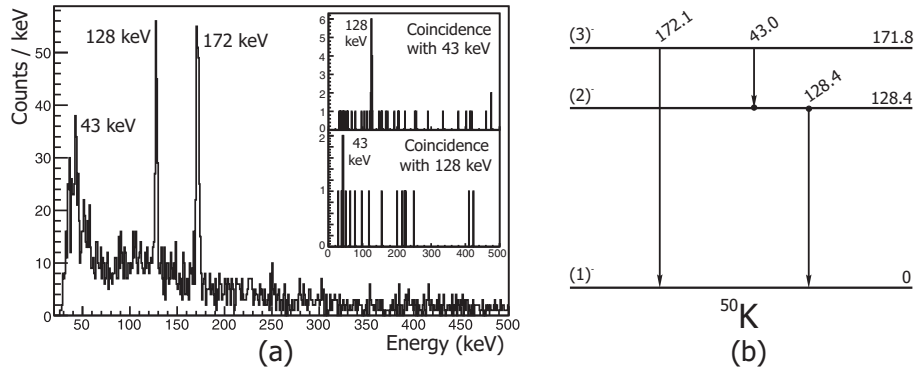 Counts / keV
60
50
40
30
20
10
0
128 keV
172 keV
43 keV
6
5
4
3
2
1
0
128
keV
Coincidence
with 43 keV
2
1
0
43
keV
Coincidence
with 128 keV
0 100 200 300 400 500
50 100 150 200 250 300 350 400 450 500
Energy (keV)
(a)
(3)⁻ 172.1 43.0 171.8
(2)⁻ 128.4 128.4
(1)⁻ 0
⁵⁰K
(b)